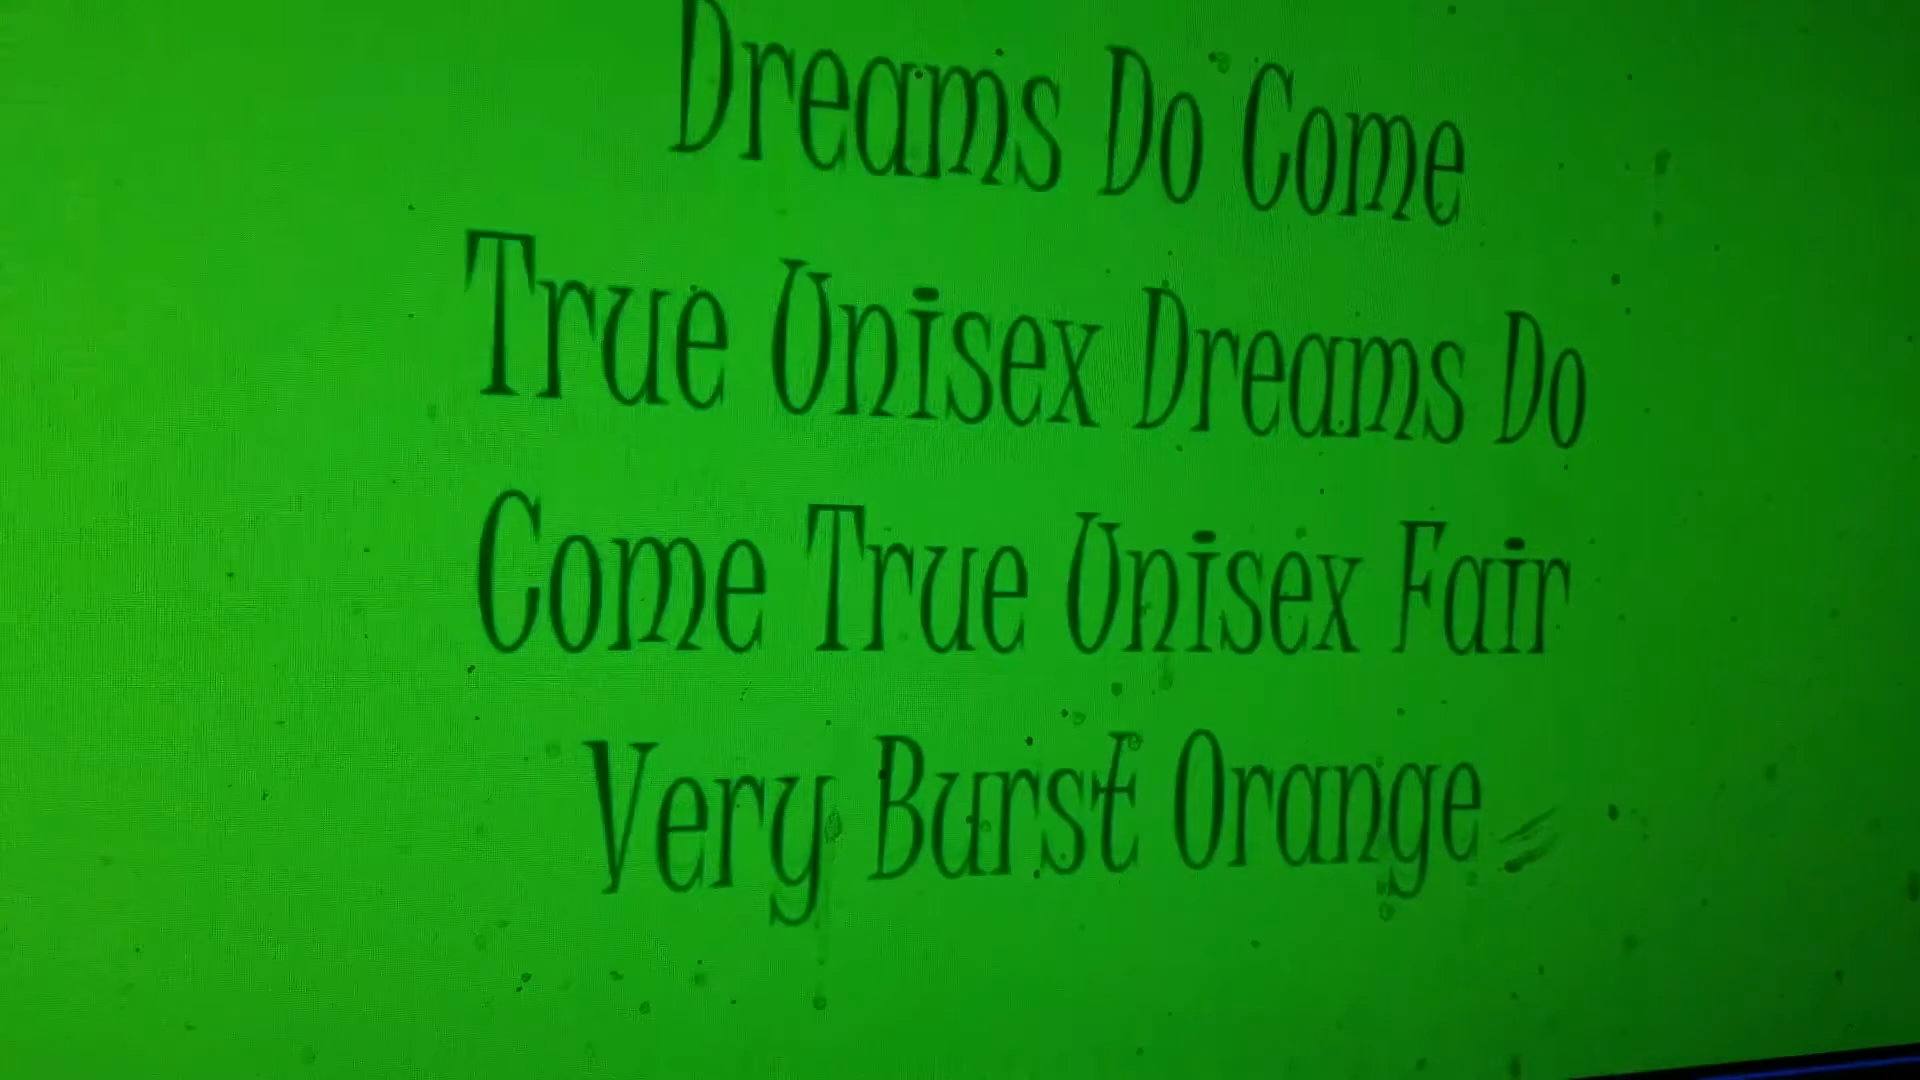 Dreams Do Come
True Unisex Dreams Do
Come True Unisex Fair
Very Burst Orange